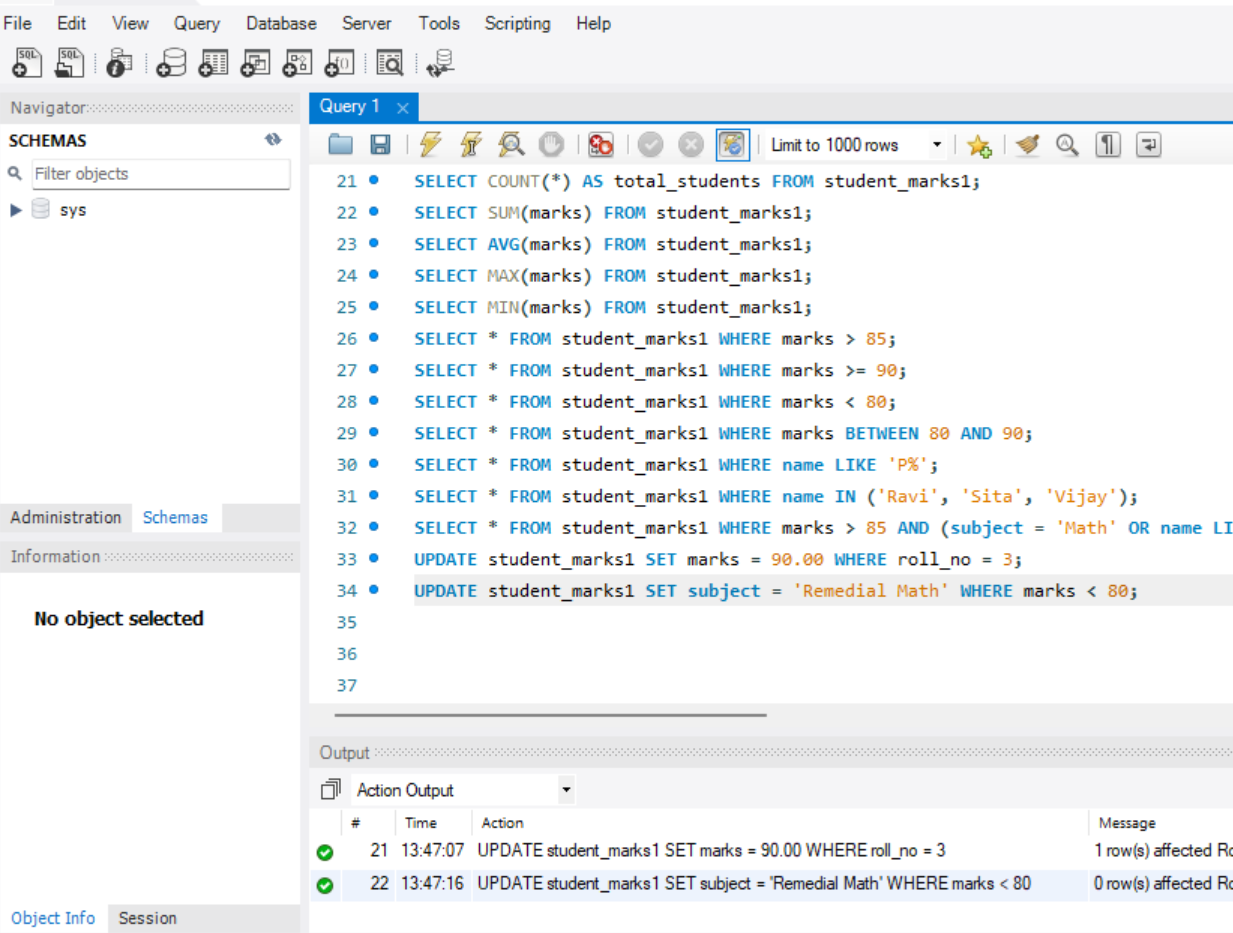 File Edit View Query Database Server Tools Scripting Help
SQL SQL
Navigator
SCHEMAS
Filter objects
sys
Administration Schemas
Information
No object selected
Object Info Session
Query 1
Limit to 1000 rows
21 SELECT COUNT(*) AS total_students FROM student_marks1;
22 SELECT SUM(marks) FROM student_marks1;
23 SELECT AVG(marks) FROM student_marks1;
24 SELECT MAX(marks) FROM student_marks1;
25 SELECT MIN(marks) FROM student_marks1;
26 SELECT * FROM student_marks1 WHERE marks > 85;
27 SELECT * FROM student_marks1 WHERE marks >= 90;
28 SELECT * FROM student_marks1 WHERE marks < 80;
29 SELECT * FROM student_marks1 WHERE marks BETWEEN 80 AND 90;
30 SELECT * FROM student_marks1 WHERE name LIKE 'P%';
31 SELECT * FROM student_marks1 WHERE name IN ('Ravi', 'Sita', 'Vijay');
32 SELECT * FROM student_marks1 WHERE marks > 85 AND (subject = 'Math' OR name LI
33 UPDATE student_marks1 SET marks = 90.00 WHERE roll_no = 3;
34 UPDATE student_marks1 SET subject = 'Remedial Math' WHERE marks < 80;
35
36
37
Output
Action Output
# Time Action Message
21 13:47:07 UPDATE student_marks1 SET marks = 90.00 WHERE roll_no = 3 1 row(s) affected Ro
22 13:47:16 UPDATE student_marks1 SET subject = 'Remedial Math' WHERE marks < 80 0 row(s) affected Ro